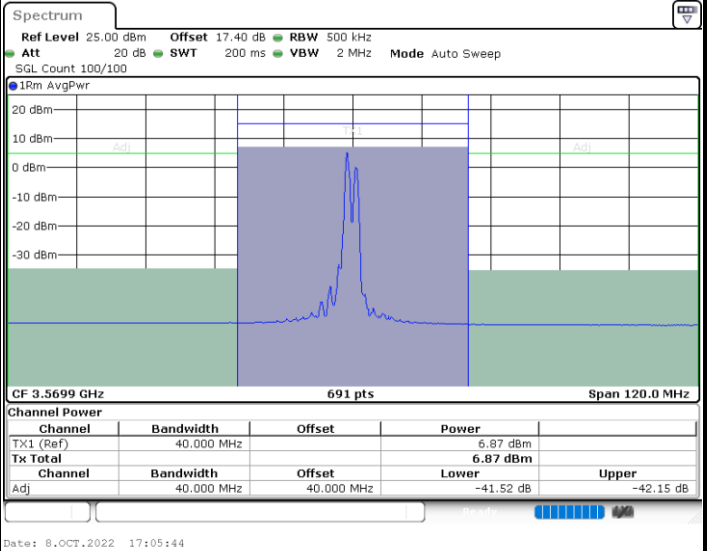 Spectrum
Ref Level 25.00 dBm Offset 17.40 dB RBW 500 kHz
Att 20 dB SWT 200 ms VBW 2 MHz Mode Auto Sweep
SGL Count 100/100
1Rm AvgPwr
20 dBm
TX1
10 dBm
Adj Adj
0 dBm
-10 dBm
-20 dBm
-30 dBm
CF 3.5699 GHz 691 pts Span 120.0 MHz
Channel Power
Channel Bandwidth Offset Power
TX1 (Ref) 40.000 MHz 6.87 dBm
Tx Total 6.87 dBm
Channel Bandwidth Offset Lower Upper
Adj 40.000 MHz 40.000 MHz -41.52 dB -42.15 dB
Ready
Date: 8.OCT.2022 17:05:44